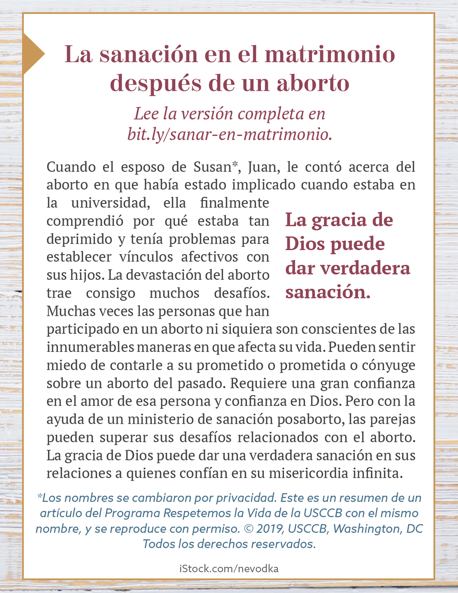 La sanación en el matrimonio
después de un aborto
Lee la versión completa en
bit.ly/sanar-en-matrimonio.
Cuando el esposo de Susan*, Juan, le contó acerca del
aborto en que había estado implicado cuando estaba en
la universidad, ella finalmente
comprendió por qué estaba tan
deprimido y tenía problemas para
establecer vínculos afectivos con
sus hijos. La devastación del aborto
trae consigo muchos desafíos.
Muchas veces las personas que han
La gracia de
Dios puede
dar verdadera
sanación.
participado en un aborto ni siquiera son conscientes de las
innumerables maneras en que afecta su vida. Pueden sentir
miedo de contarle a su prometido o prometida o cónyuge
sobre un aborto del pasado. Requiere una gran confianza
en el amor de esa persona y confianza en Dios. Pero con la
ayuda de un ministerio de sanación posaborto, las parejas
pueden superar sus desafíos relacionados con el aborto.
La gracia de Dios puede dar una verdadera sanación en sus
relaciones a quienes confían en su misericordia infinita.
*Los nombres se cambiaron por privacidad. Este es un resumen de un
artículo del Programa Respetemos la Vida de la USCCB con el mismo
nombre, y se reproduce con permiso. © 2019, USCCB, Washington, DC
Todos los derechos reservados.
iStock.com/nevodka